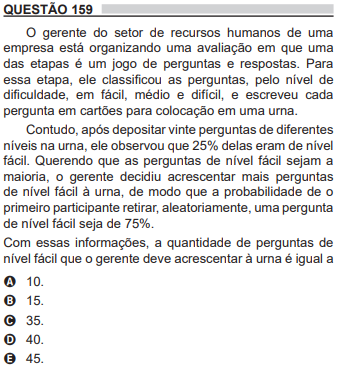 QUESTÃO 159
O gerente do setor de recursos humanos de uma
empresa está organizando uma avaliação em que uma
das etapas é um jogo de perguntas e respostas. Para
essa etapa, ele classificou as perguntas, pelo nível de
dificuldade, em fácil, médio e difícil, e escreveu cada
pergunta em cartões para colocação em uma urna.
Contudo, após depositar vinte perguntas de diferentes
níveis na urna, ele observou que 25% delas eram de nível
fácil. Querendo que as perguntas de nível fácil sejam a
maioria, o gerente decidiu acrescentar mais perguntas
de nível fácil à urna, de modo que a probabilidade de o
primeiro participante retirar, aleatoriamente, uma pergunta
de nível fácil seja de 75%.
Com essas informações, a quantidade de perguntas de
nível fácil que o gerente deve acrescentar à urna é igual a
A 10.
B 15.
C 35.
D 40.
E 45.